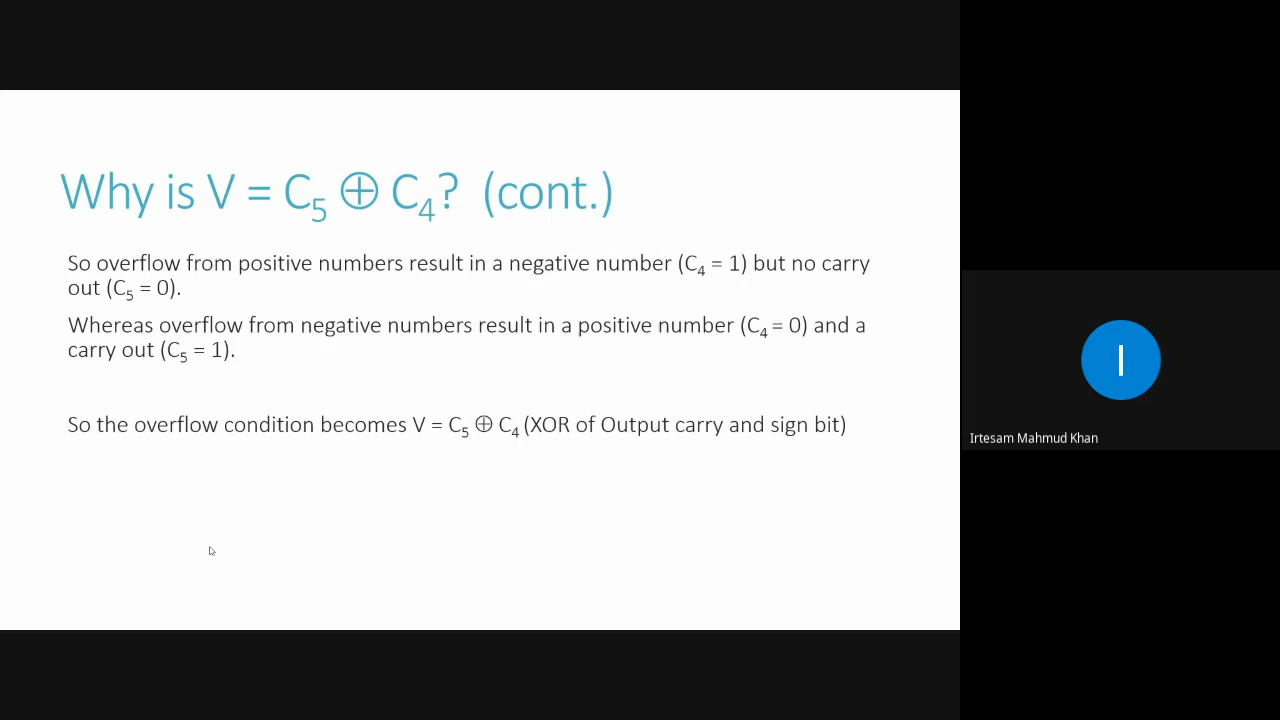 Why is V = C5 ⊕ C4? (cont.)
So overflow from positive numbers result in a negative number (C4 = 1) but no carry
out (C5 = 0).
Whereas overflow from negative numbers result in a positive number (C4 = 0) and a
carry out (C5 = 1).
So the overflow condition becomes V = C5 ⊕ C4 (XOR of Output carry and sign bit)
I
Irtesam Mahmud Khan